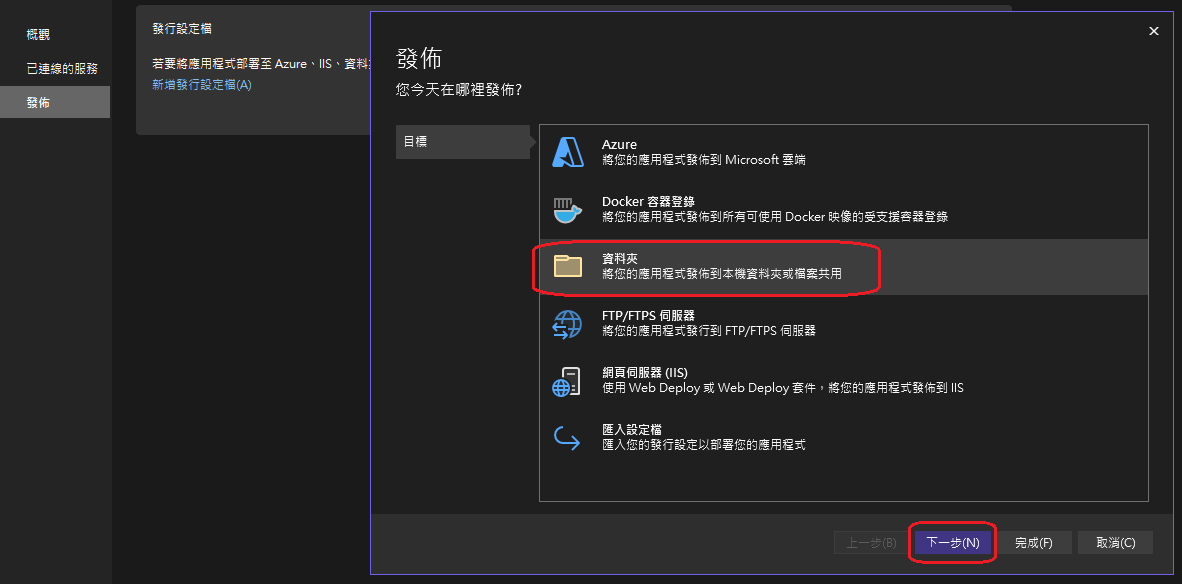 概觀
已連線的服務
發佈
發行設定檔
若要將應用程式部署至 Azure、IIS、資料
新增發行設定檔(A)
發佈
您今天在哪裡發佈?
目標
Azure
將您的應用程式發佈到 Microsoft 雲端
Docker 容器登錄
將您的應用程式發佈到所有可使用 Docker 映像的受支援容器登錄
資料夾
將您的應用程式發佈到本機資料夾或檔案共用
FTP/FTPS 伺服器
將您的應用程式發行到 FTP/FTPS 伺服器
網頁伺服器 (IIS)
使用 Web Deploy 或 Web Deploy 套件，將您的應用程式發佈到 IIS
匯入設定檔
匯入您的發行設定以部署您的應用程式
上一步(B)
下一步(N)
完成(F)
取消(C)